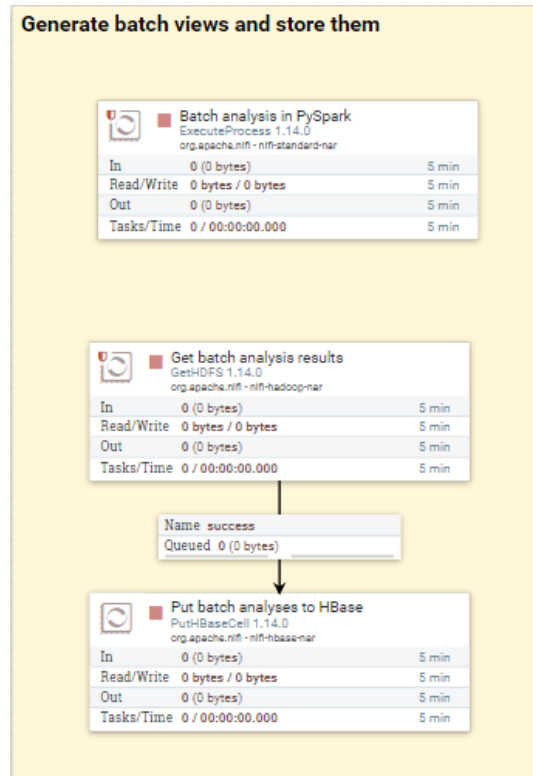 Generate batch views and store them
Batch analysis in PySpark
ExecuteProcess 1.14.0
org.apache.nifi - nifi-standard-nar
In 0 (0 bytes) 5 min
Read/Write 0 bytes / 0 bytes 5 min
Out 0 (0 bytes) 5 min
Tasks/Time 0 / 00:00:00.000 5 min
Get batch analysis results
GetHDFS 1.14.0
org.apache.nifi - nifi-hadoop-nar
In 0 (0 bytes) 5 min
Read/Write 0 bytes / 0 bytes 5 min
Out 0 (0 bytes) 5 min
Tasks/Time 0 / 00:00:00.000 5 min
Name success
Queued 0 (0 bytes)
Put batch analyses to HBase
PutHBaseCell 1.14.0
org.apache.nifi - nifi-hbase-nar
In 0 (0 bytes) 5 min
Read/Write 0 bytes / 0 bytes 5 min
Out 0 (0 bytes) 5 min
Tasks/Time 0 / 00:00:00.000 5 min